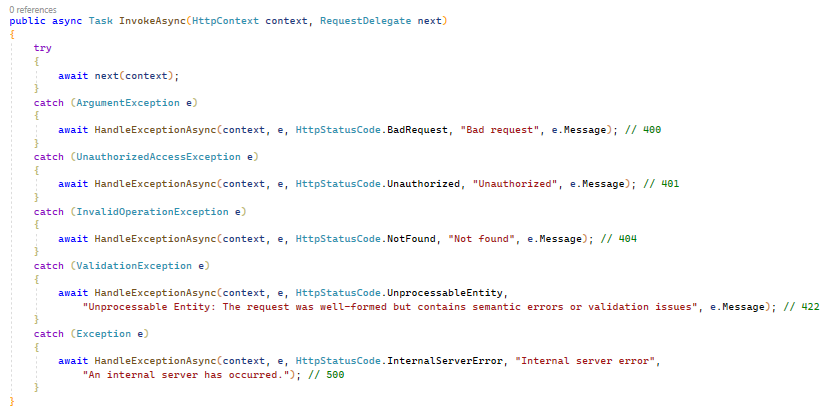 0 references
public async Task InvokeAsync(HttpContext context, RequestDelegate next)
{
    try
    {
        await next(context);
    }
    catch (ArgumentException e)
    {
        await HandleExceptionAsync(context, e, HttpStatusCode.BadRequest, "Bad request", e.Message); // 400
    }
    catch (UnauthorizedAccessException e)
    {
        await HandleExceptionAsync(context, e, HttpStatusCode.Unauthorized, "Unauthorized", e.Message); // 401
    }
    catch (InvalidOperationException e)
    {
        await HandleExceptionAsync(context, e, HttpStatusCode.NotFound, "Not found", e.Message); // 404
    }
    catch (ValidationException e)
    {
        await HandleExceptionAsync(context, e, HttpStatusCode.UnprocessableEntity,
            "Unprocessable Entity: The request was well-formed but contains semantic errors or validation issues", e.Message); // 422
    }
    catch (Exception e)
    {
        await HandleExceptionAsync(context, e, HttpStatusCode.InternalServerError, "Internal server error",
            "An internal server has occurred."); // 500
    }
}